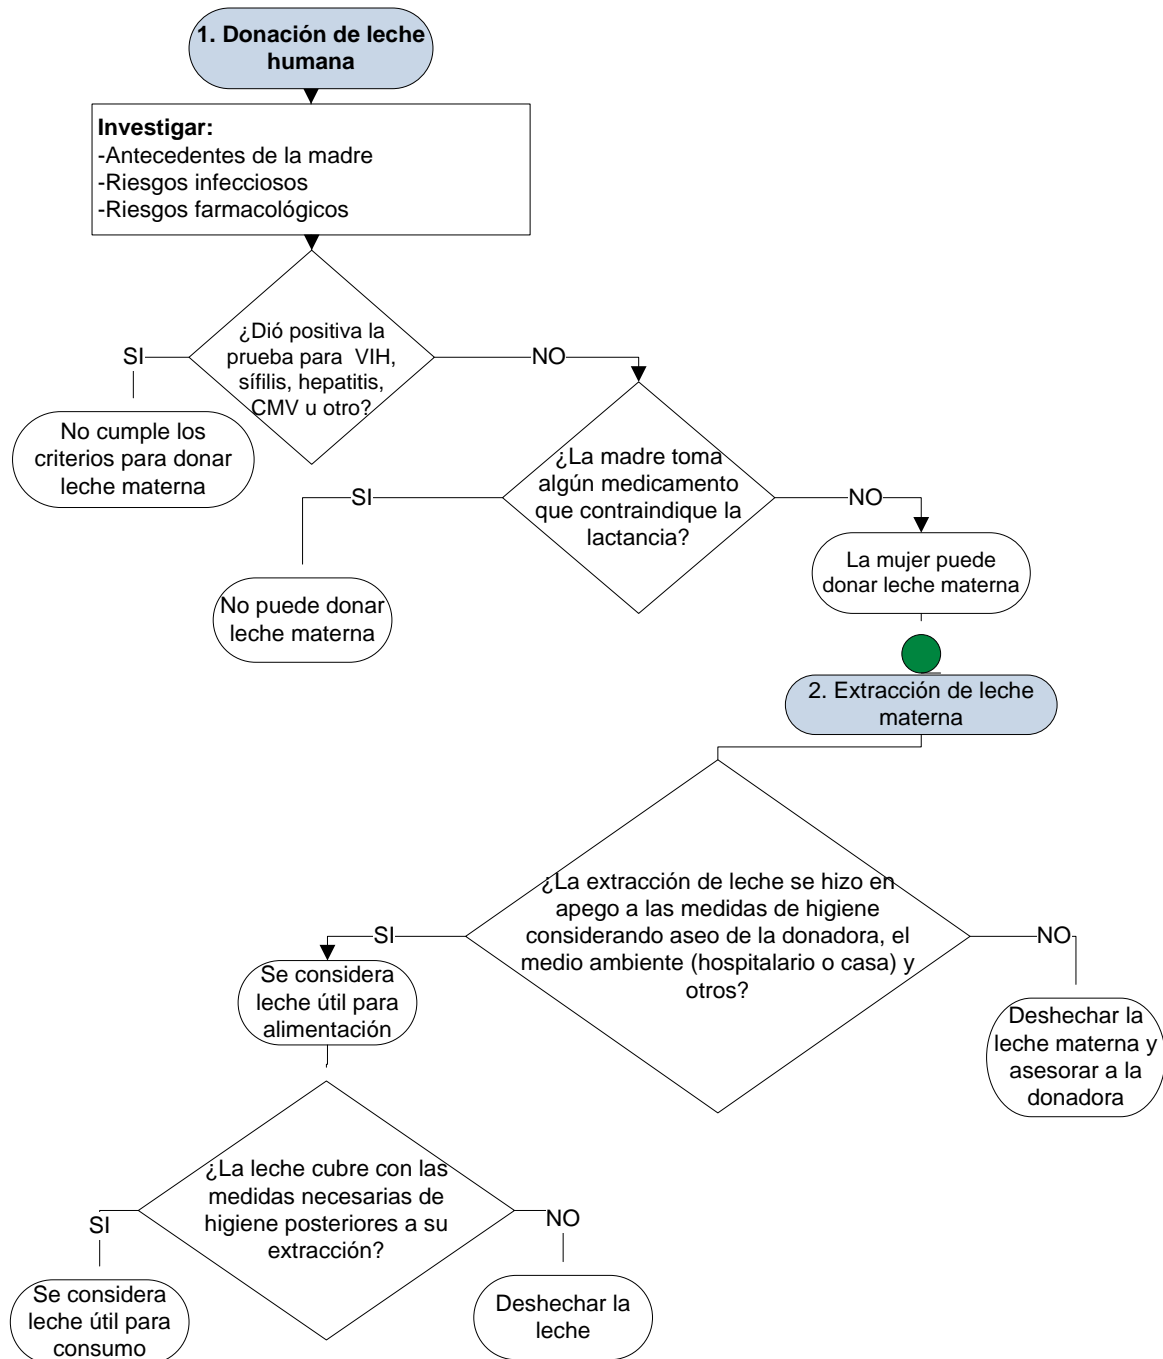 1. Donación de leche
humana
Investigar:
-Antecedentes de la madre
-Riesgos infecciosos
-Riesgos farmacológicos
¿Dió positiva la
prueba para VIH,
sífilis, hepatitis,
CMV u otro?
SI
NO
No cumple los
criterios para donar
leche materna
¿La madre toma
algún medicamento
que contraindique la
lactancia?
SI
NO
No puede donar
leche materna
La mujer puede
donar leche materna
2. Extracción de leche
materna
¿La extracción de leche se hizo en
apego a las medidas de higiene
considerando aseo de la donadora, el
medio ambiente (hospitalario o casa) y
otros?
SI
NO
Se considera
leche útil para
alimentación
Deshechar la
leche materna y
asesorar a la
donadora
¿La leche cubre con las
medidas necesarias de
higiene posteriores a su
extracción?
SI
NO
Se considera
leche útil para
consumo
Deshechar la
leche